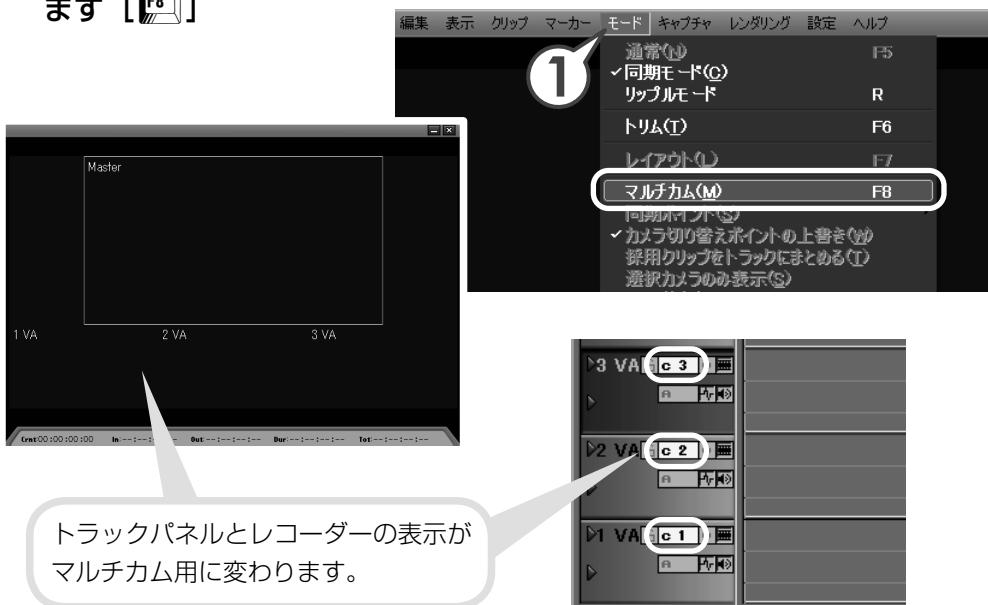 ます [F8]
編集 表示 クリップ マーカー モード キャプチャ レンダリング 設定 ヘルプ
1
通常(N) F5
✓同期モード(C)
リップルモード R
トリム(T) F6
レイアウト(L) F7
マルチカム(M) F8
同期ポイント(S)
✓カメラ切り替えポイントの上書き(W)
採用クリップをトラックにまとめる(T)
選択カメラのみ表示(S)
Master
1 VA 2 VA 3 VA
Crnt 00:00:00:00 In --:--:--:-- Out --:--:--:-- Dur --:--:--:-- Tot --:--:--:--
3 VA c 3
A
2 VA c 2
A
1 VA c 1
A
トラックパネルとレコーダーの表示が
マルチカム用に変わります。